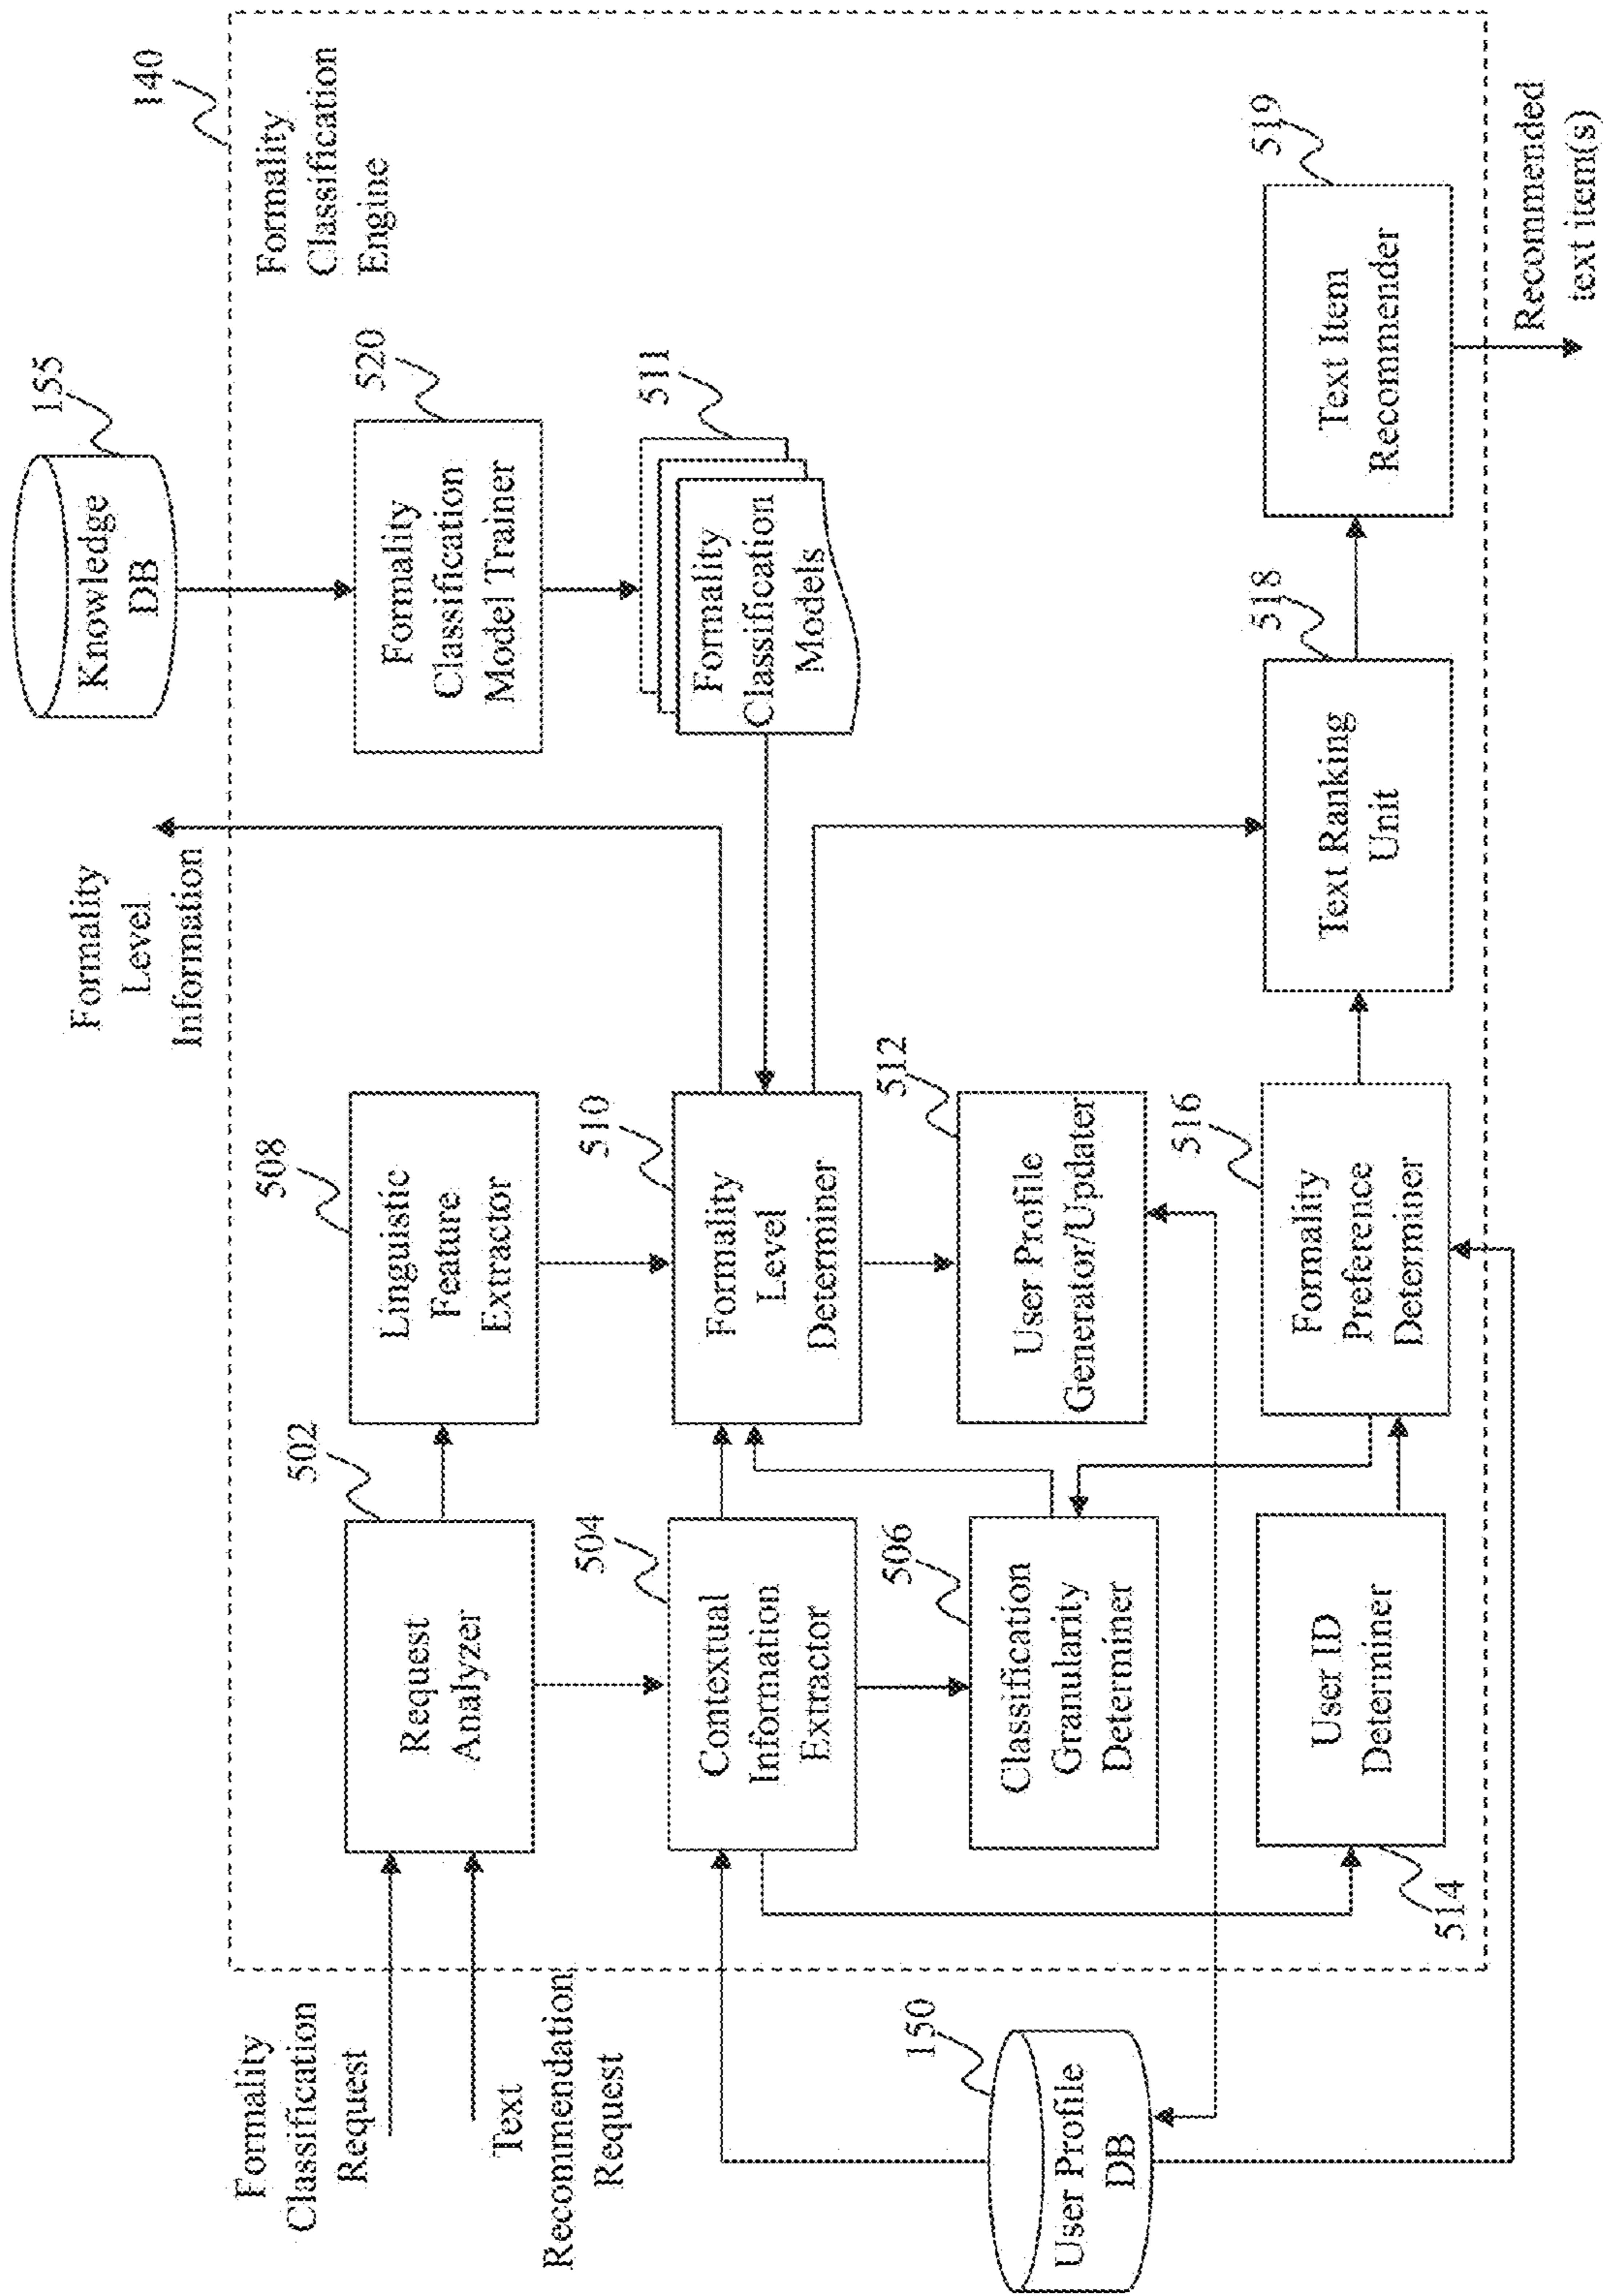 Formality
Classification
Request
Text
Recommendation
Request
User Profile
DB
150
Request
Analyzer
502
Contextual
Information
Extractor
504
Classification
Granularity
Determiner
506
User ID
Determiner
514
Linguistic
Feature
Extractor
508
Formality
Level
Determiner
510
User Profile
Generator/Updater
512
Formality
Preference
Determiner
516
Formality
Level
Information
Knowledge
DB
155
Formality
Classification
Model Trainer
520
Formality
Classification
Models
511
Text Ranking
Unit
518
Text Item
Recommender
519
Formality
Classification
Engine
140
Recommended
text item(s)